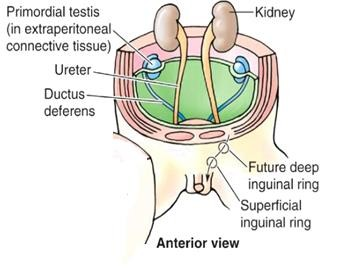 Primordial testis
(in extraperitoneal
connective tissue)
Ureter
Ductus
deferens
Kidney
Future deep
inguinal ring
Superficial
inguinal ring
Anterior view